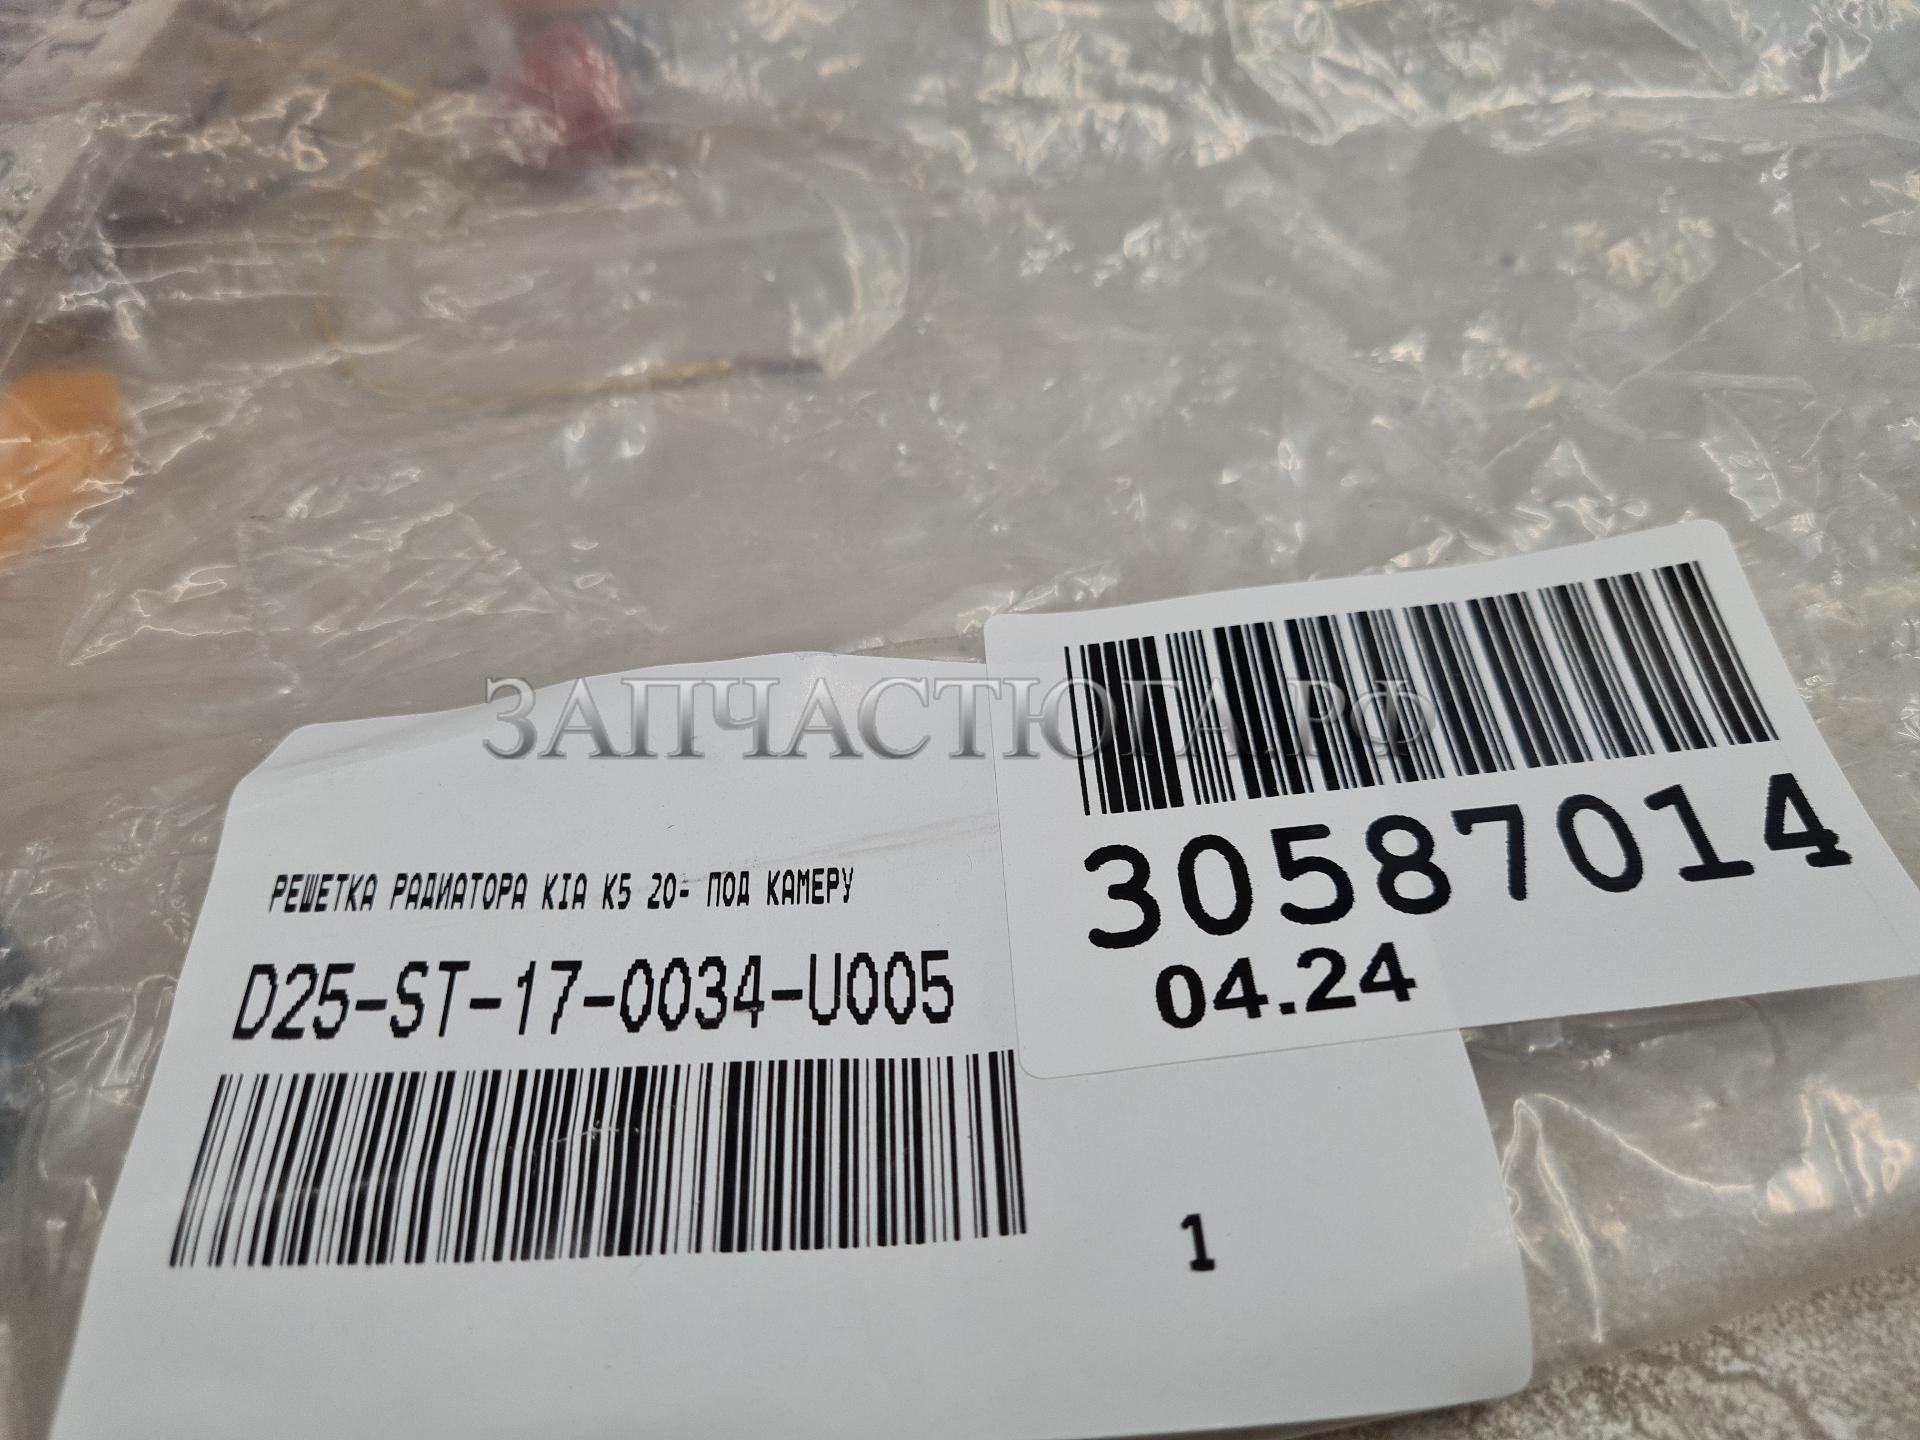 ЗАПЧАСТЮГА.РФ
30587014
04.24
РЕШЕТКА РАДИАТОРА KIA K5 20- ПОД КАМЕРУ
D25-ST-17-0034-U005
1